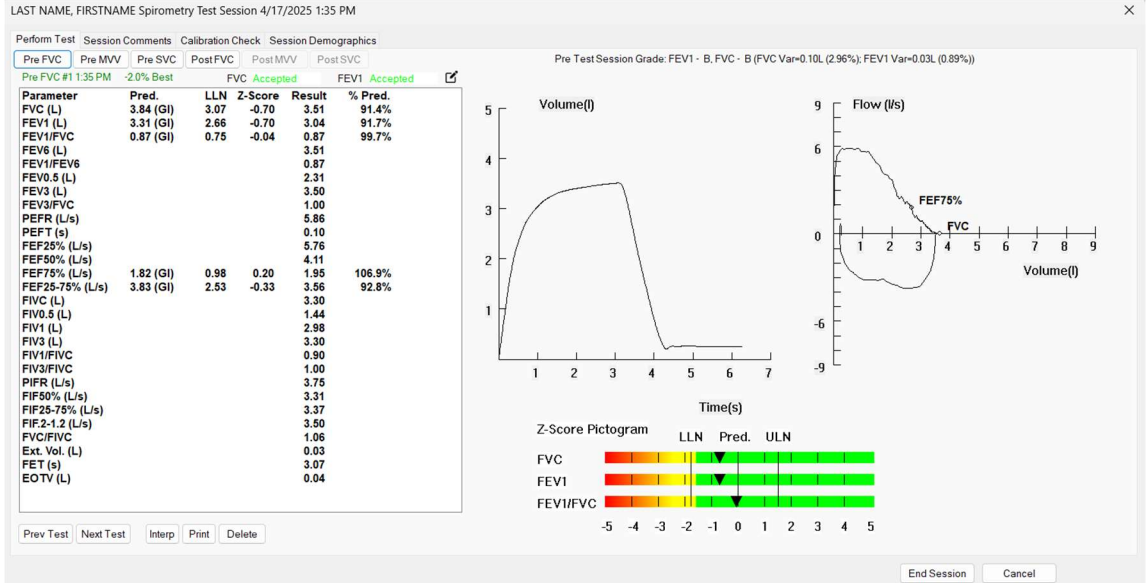 LAST NAME, FIRSTNAME Spirometry Test Session 4/17/2025 1:35 PM
Perform Test Session Comments Calibration Check Session Demographics
Pre FVC Pre MVV Pre SVC Post FVC Post MVV Post SVC
Pre Test Session Grade: FEV1 - B, FVC - B (FVC Var=0.10L (2.96%); FEV1 Var=0.03L (0.89%))
Pre FVC #1 1:35 PM -2.0% Best FVC Accepted FEV1 Accepted
Parameter Pred. LLN Z-Score Result % Pred.
FVC (L) 3.84 (GI) 3.07 -0.70 3.51 91.4%
FEV1 (L) 3.31 (GI) 2.66 -0.70 3.04 91.7%
FEV1/FVC 0.87 (GI) 0.75 -0.04 0.87 99.7%
FEV6 (L) 3.51
FEV1/FEV6 0.87
FEV0.5 (L) 2.31
FEV3 (L) 3.50
FEV3/FVC 1.00
PEFR (L/s) 5.86
PEFT (s) 0.10
FEF25% (L/s) 5.76
FEF50% (L/s) 4.11
FEF75% (L/s) 1.82 (GI) 0.98 0.20 1.95 106.9%
FEF25-75% (L/s) 3.83 (GI) 2.53 -0.33 3.56 92.8%
FIVC (L) 3.30
FIV0.5 (L) 1.44
FIV1 (L) 2.98
FIV3 (L) 3.30
FIV1/FIVC 0.90
FIV3/FIVC 1.00
PIFR (L/s) 3.75
FIF50% (L/s) 3.31
FIF25-75% (L/s) 3.37
FIF.2-1.2 (L/s) 3.50
FVC/FIVC 1.06
Ext. Vol. (L) 0.03
FET (s) 3.07
EOTV (L) 0.04
Prev Test Next Test Interp Print Delete
Volume(l)
5
4
3
2
1
1 2 3 4 5 6 7
Time(s)
Flow (l/s)
9
6
FEF75%
FVC
0
1 2 3 4 5 6 7 8 9
Volume(l)
-6
-9
Z-Score Pictogram
LLN Pred. ULN
FVC
FEV1
FEV1/FVC
-5 -4 -3 -2 -1 0 1 2 3 4 5
End Session Cancel